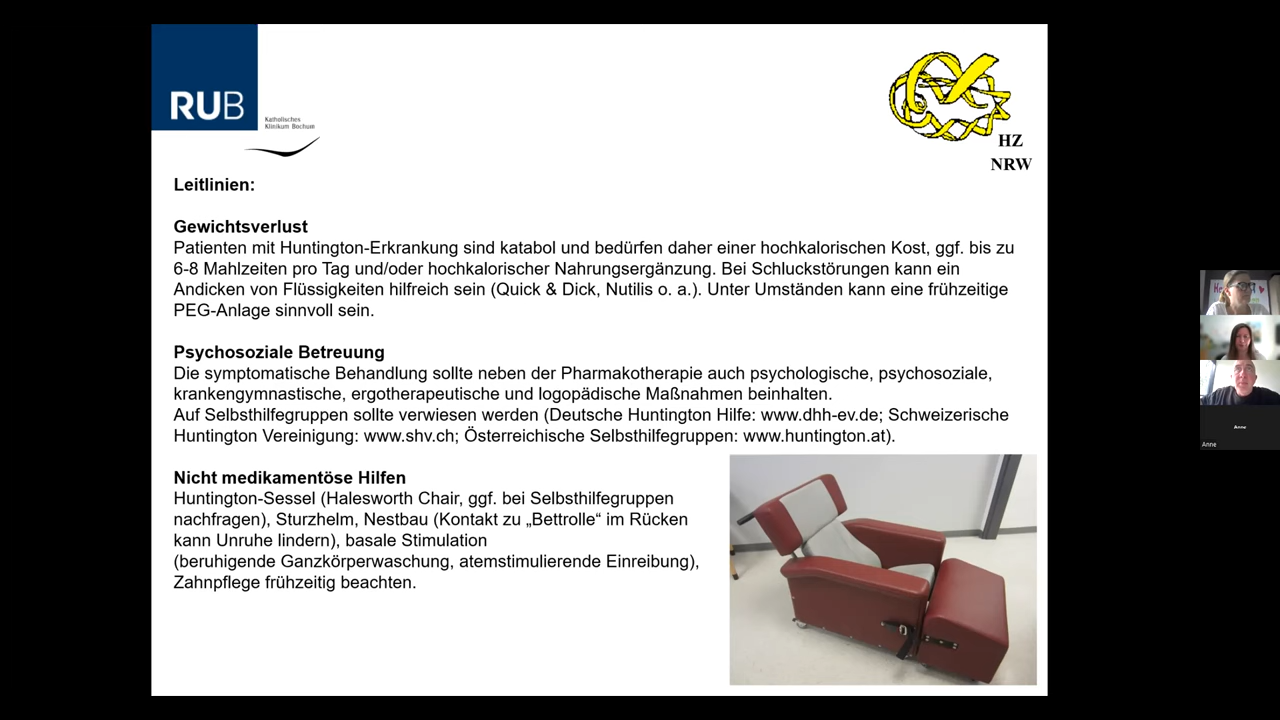 RUB
Katholisches
Klinikum Bochum
HZ
NRW
Leitlinien:
Gewichtsverlust
Patienten mit Huntington-Erkrankung sind katabol und bedürfen daher einer hochkalorischen Kost, ggf. bis zu
6-8 Mahlzeiten pro Tag und/oder hochkalorischer Nahrungsergänzung. Bei Schluckstörungen kann ein
Andicken von Flüssigkeiten hilfreich sein (Quick & Dick, Nutilis o. a.). Unter Umständen kann eine frühzeitige
PEG-Anlage sinnvoll sein.
Psychosoziale Betreuung
Die symptomatische Behandlung sollte neben der Pharmakotherapie auch psychologische, psychosoziale,
krankengymnastische, ergotherapeutische und logopädische Maßnahmen beinhalten.
Auf Selbsthilfegruppen sollte verwiesen werden (Deutsche Huntington Hilfe: www.dhh-ev.de; Schweizerische
Huntington Vereinigung: www.shv.ch; Österreichische Selbsthilfegruppen: www.huntington.at).
Nicht medikamentöse Hilfen
Huntington-Sessel (Halesworth Chair, ggf. bei Selbsthilfegruppen
nachfragen), Sturzhelm, Nestbau (Kontakt zu „Bettrolle“ im Rücken
kann Unruhe lindern), basale Stimulation
(beruhigende Ganzkörperwaschung, atemstimulierende Einreibung),
Zahnpflege frühzeitig beachten.
Anne
Anne